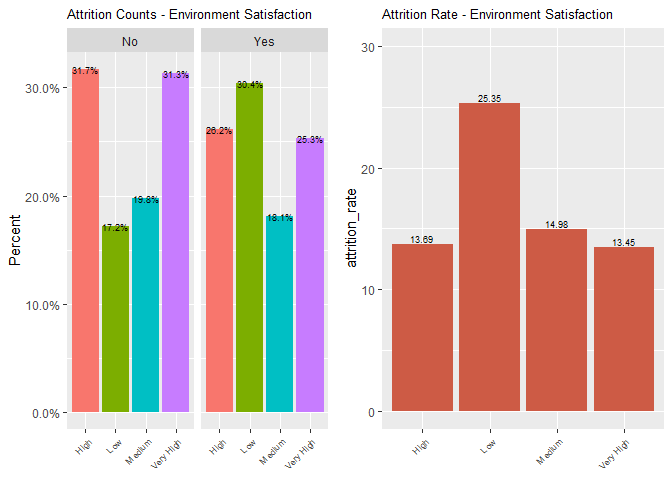 Attrition Counts - Environment Satisfaction
No
Yes
Percent
30.0%
20.0%
10.0%
0.0%
31.7%
17.2%
19.8%
31.3%
26.2%
30.4%
18.1%
25.3%
High
Low
Medium
Very High
High
Low
Medium
Very High
Attrition Rate - Environment Satisfaction
attrition_rate
30
20
10
0
13.69
25.35
14.98
13.45
High
Low
Medium
Very High